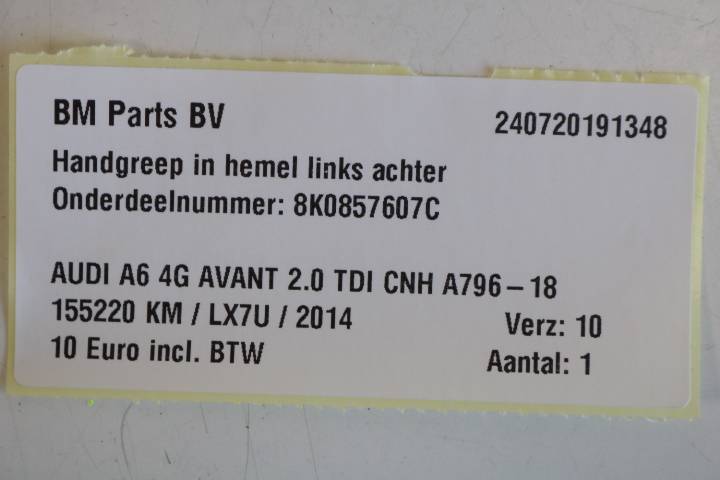 BM Parts BV 240720191348
Handgreep in hemel links achter
Onderdeelnummer: 8K0857607C
AUDI A6 4G AVANT 2.0 TDI CNH A796-18
155220 KM / LX7U / 2014 Verz: 10
10 Euro incl. BTW Aantal: 1